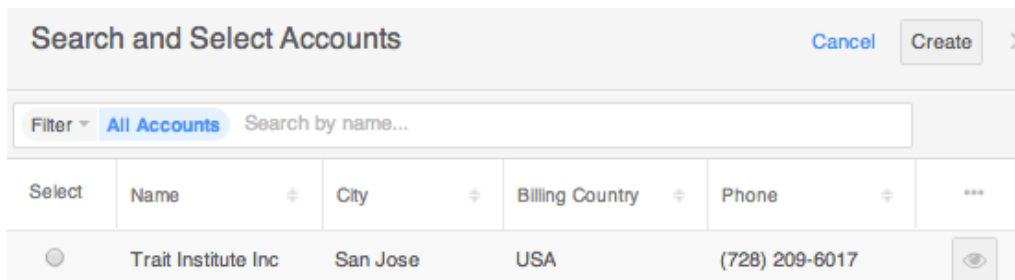 Search and Select Accounts Cancel Create
Filter All Accounts Search by name...
Select Name City Billing Country Phone
Trait Institute Inc San Jose USA (728) 209-6017